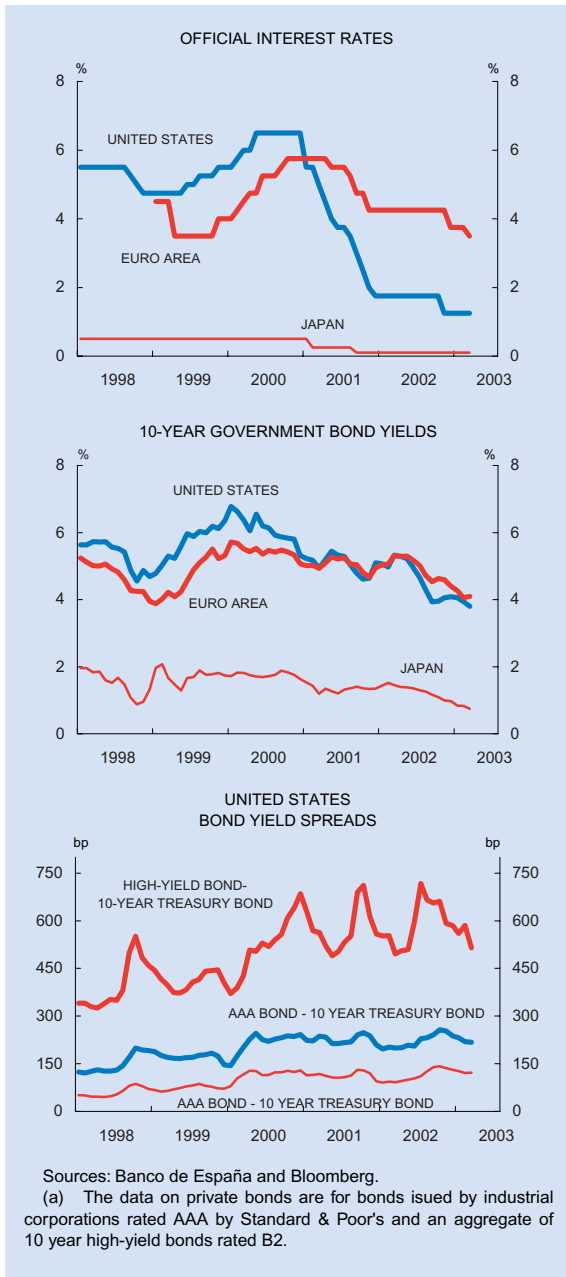 OFFICIAL INTEREST RATES
% %
8 8
UNITED STATES
6 6
4 4
EURO AREA
2 2
JAPAN
0 0
1998 1999 2000 2001 2002 2003
10-YEAR GOVERNMENT BOND YIELDS
% %
8 8
UNITED STATES
6 6
4 4
EURO AREA
JAPAN
2 2
0 0
1998 1999 2000 2001 2002 2003
UNITED STATES
BOND YIELD SPREADS
bp bp
750 750
HIGH-YIELD BOND-
10-YEAR TREASURY BOND
600 600
450 450
300 300
AAA BOND - 10 YEAR TREASURY BOND
150 150
AAA BOND - 10 YEAR TREASURY BOND
0 0
1998 1999 2000 2001 2002 2003
Sources: Banco de España and Bloomberg.
(a) The data on private bonds are for bonds isued by industrial
corporations rated AAA by Standard & Poor's and an aggregate of
10 year high-yield bonds rated B2.